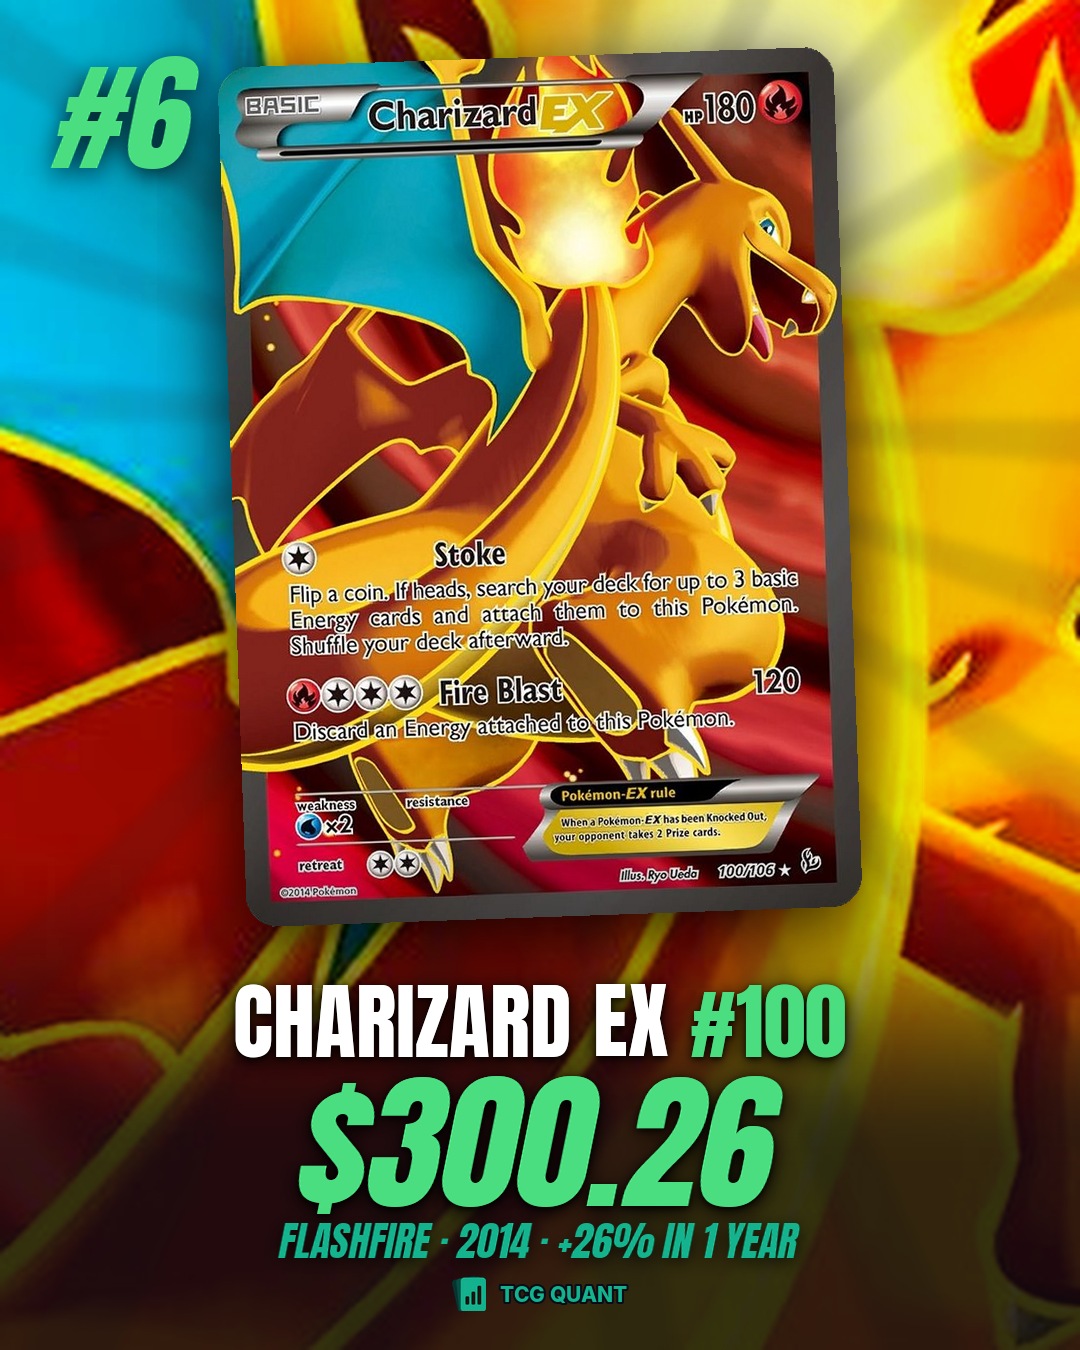 #6
BASIC
Charizard EX
HP 180
Stoke
Flip a coin. If heads, search your deck for up to 3 basic
Energy cards and attach them to this Pokémon.
Shuffle your deck afterward.
Fire Blast 120
Discard an Energy attached to this Pokémon.
weakness resistance
×2
Pokémon-EX rule
When a Pokémon-EX has been Knocked Out,
your opponent takes 2 Prize cards.
retreat
Illus. Ryo Ueda 100/106 ★
©2014 Pokémon
CHARIZARD EX #100
$300.26
FLASHFIRE · 2014 · +26% IN 1 YEAR
TCG QUANT